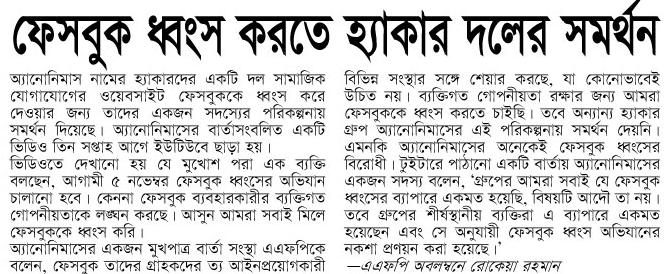 ফেসবুক ধ্বংস করতে হ্যাকার দলের সমর্থন
অ্যানোনিমাস নামের হ্যাকারদের একটি দল সামাজিক
যোগাযোগের ওয়েবসাইট ফেসবুককে ধ্বংস করে
দেওয়ার জন্য তাদের একজন সদস্যের পরিকল্পনায়
সমর্থন দিয়েছে। অ্যানোনিমাসের বার্তাসংবলিত একটি
ভিডিও তিন সপ্তাহ আগে ইউটিউবে ছাড়া হয়।
ভিডিওতে দেখানো হয় যে মুখোশ পরা এক ব্যক্তি
বলছেন, আগামী ৫ নভেম্বর ফেসবুক ধ্বংসের অভিযান
চালানো হবে। কেননা ফেসবুক ব্যবহারকারীর ব্যক্তিগত
গোপনীয়তাকে লঙ্ঘন করছে। আসুন আমরা সবাই মিলে
ফেসবুককে ধ্বংস করি।
অ্যানোনিমাসের একজন মুখপাত্র বার্তা সংস্থা এএফপিকে
বলেন, ফেসবুক তাদের গ্রাহকদের ত্য আইনপ্রয়োগকারী
বিভিন্ন সংস্থার সঙ্গে শেয়ার করছে, যা কোনোভাবেই
উচিত নয়। ব্যক্তিগত গোপনীয়তা রক্ষার জন্য আমরা
ফেসবুককে ধ্বংস করতে চাইছি। তবে অন্যান্য হ্যাকার
গ্রুপ অ্যানোনিমাসের এই পরিকল্পনায় সমর্থন দেয়নি।
এমনকি অ্যানোনিমাসের অনেকেই ফেসবুক ধ্বংসের
বিরোধী। টুইটারে পাঠানো একটি বার্তায় অ্যানোনিমাসের
একজন সদস্য বলেন, ‘গ্রুপের আমরা সবাই যে ফেসবুক
ধ্বংসের ব্যাপারে একমত হয়েছি, বিষয়টি আদৌ তা নয়।
তবে গ্রুপের শীর্ষস্থানীয় ব্যক্তিরা এ ব্যাপারে একমত
হয়েছেন এবং সে অনুযায়ী ফেসবুক ধ্বংস অভিযানের
নকশা প্রণয়ন করা হয়েছে।’
—এএফপি অবলম্বনে রোকেয়া রহমান